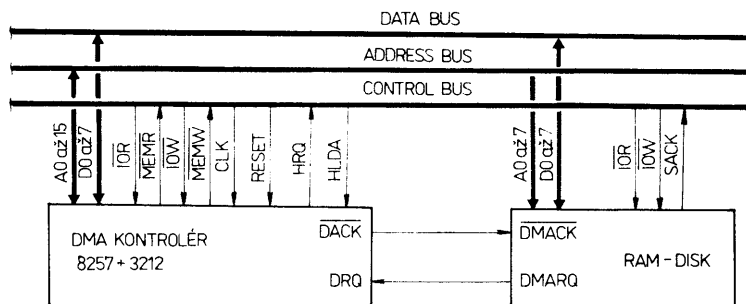 DATA BUS
ADDRESS BUS
CONTROL BUS
A0 až 15
D0 až 7
IOR
MEMR
IOW
MEMW
CLK
RESET
HRQ
HLDA
A0 až 7
D0 až 7
IOR
IOW
SACK
DMA KONTROLÉR
8257 + 3212
DACK
DRQ
DMACK
DMARQ
RAM - DISK